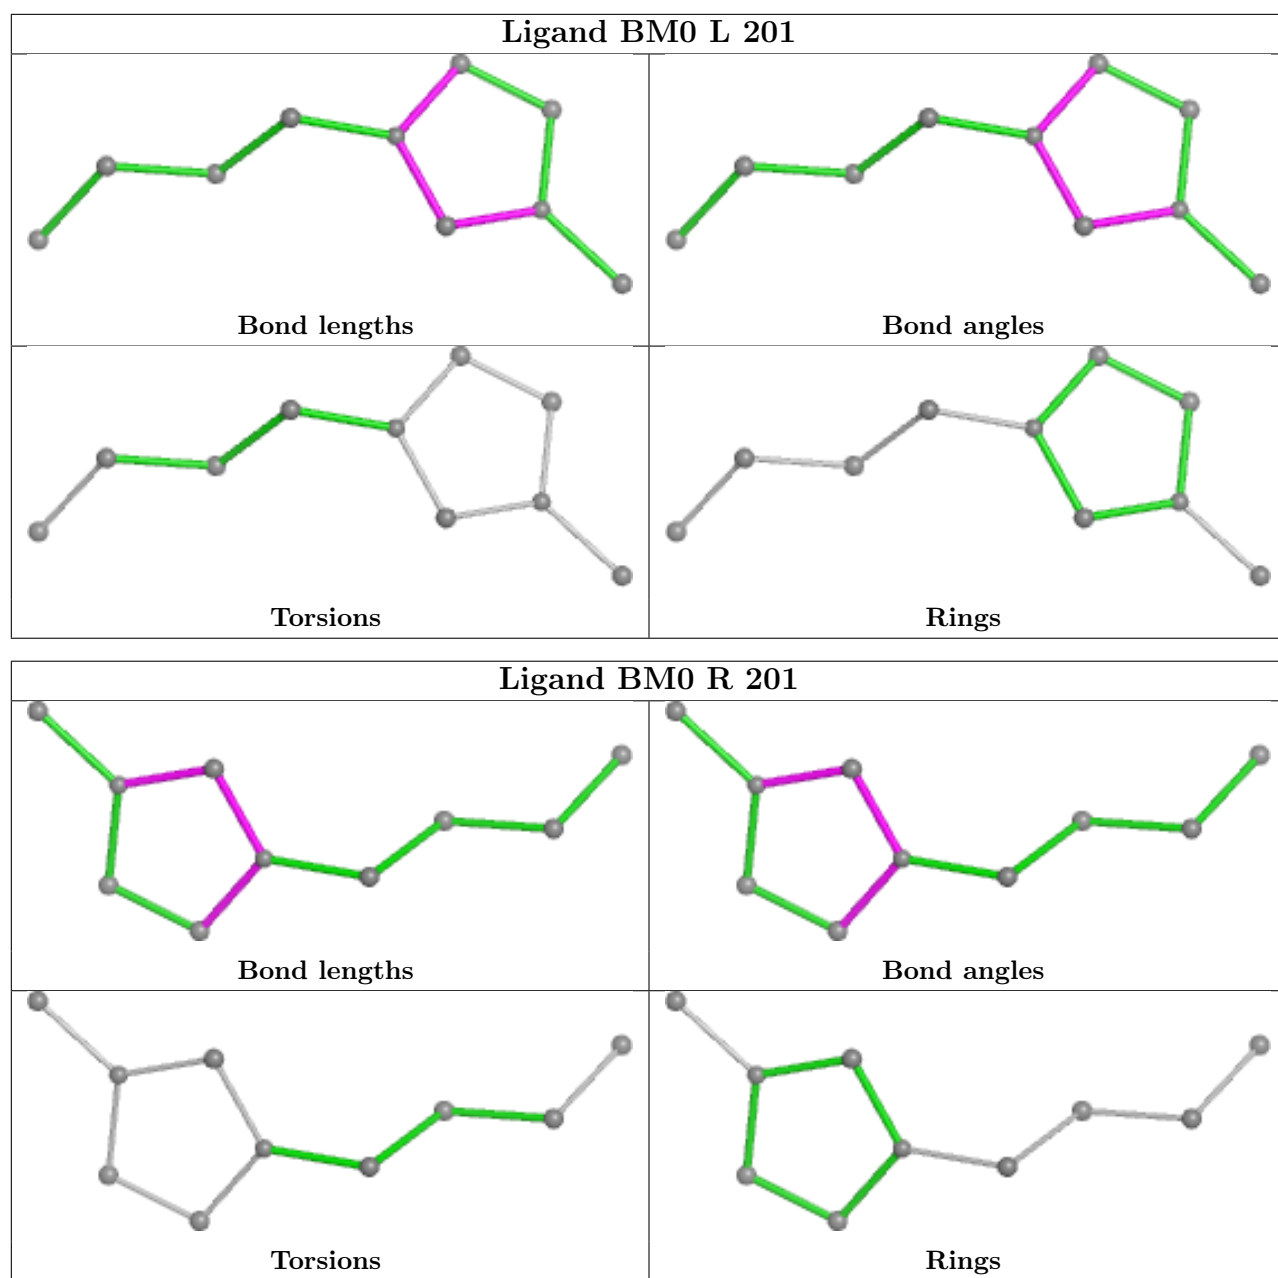 Ligand BM0 L 201
Bond lengths
Bond angles
Torsions
Rings
Ligand BM0 R 201
Bond lengths
Bond angles
Torsions
Rings